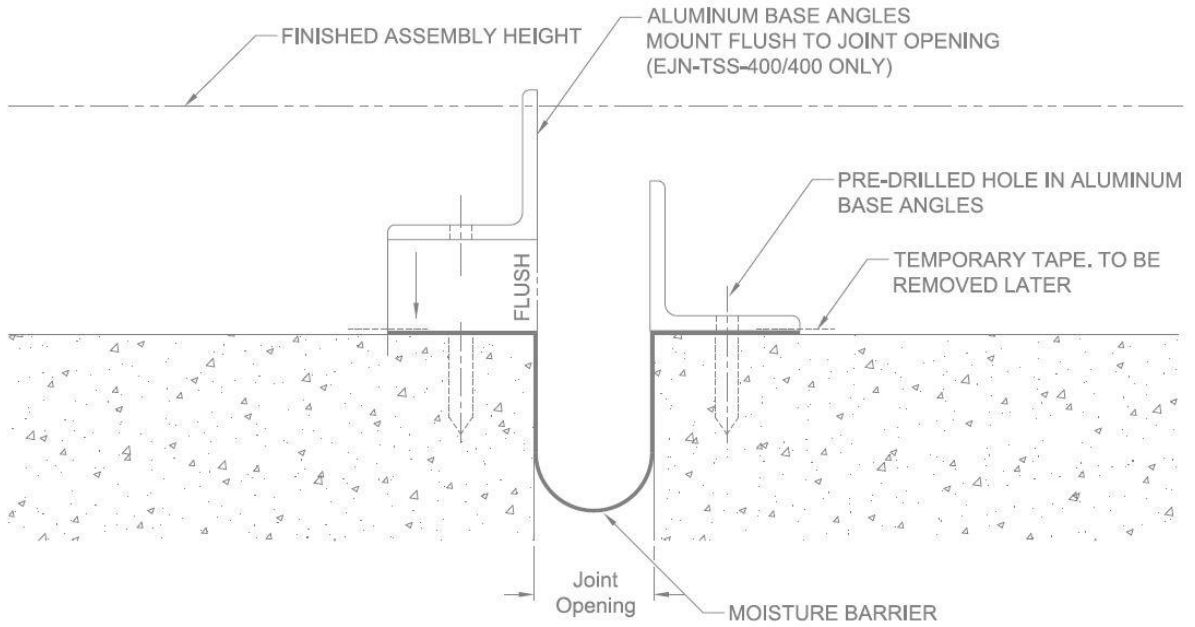 FINISHED ASSEMBLY HEIGHT
ALUMINUM BASE ANGLES
MOUNT FLUSH TO JOINT OPENING
(EJN-TSS-400/400 ONLY)
PRE-DRILLED HOLE IN ALUMINUM
BASE ANGLES
TEMPORARY TAPE. TO BE
REMOVED LATER
FLUSH
Joint
Opening
MOISTURE BARRIER